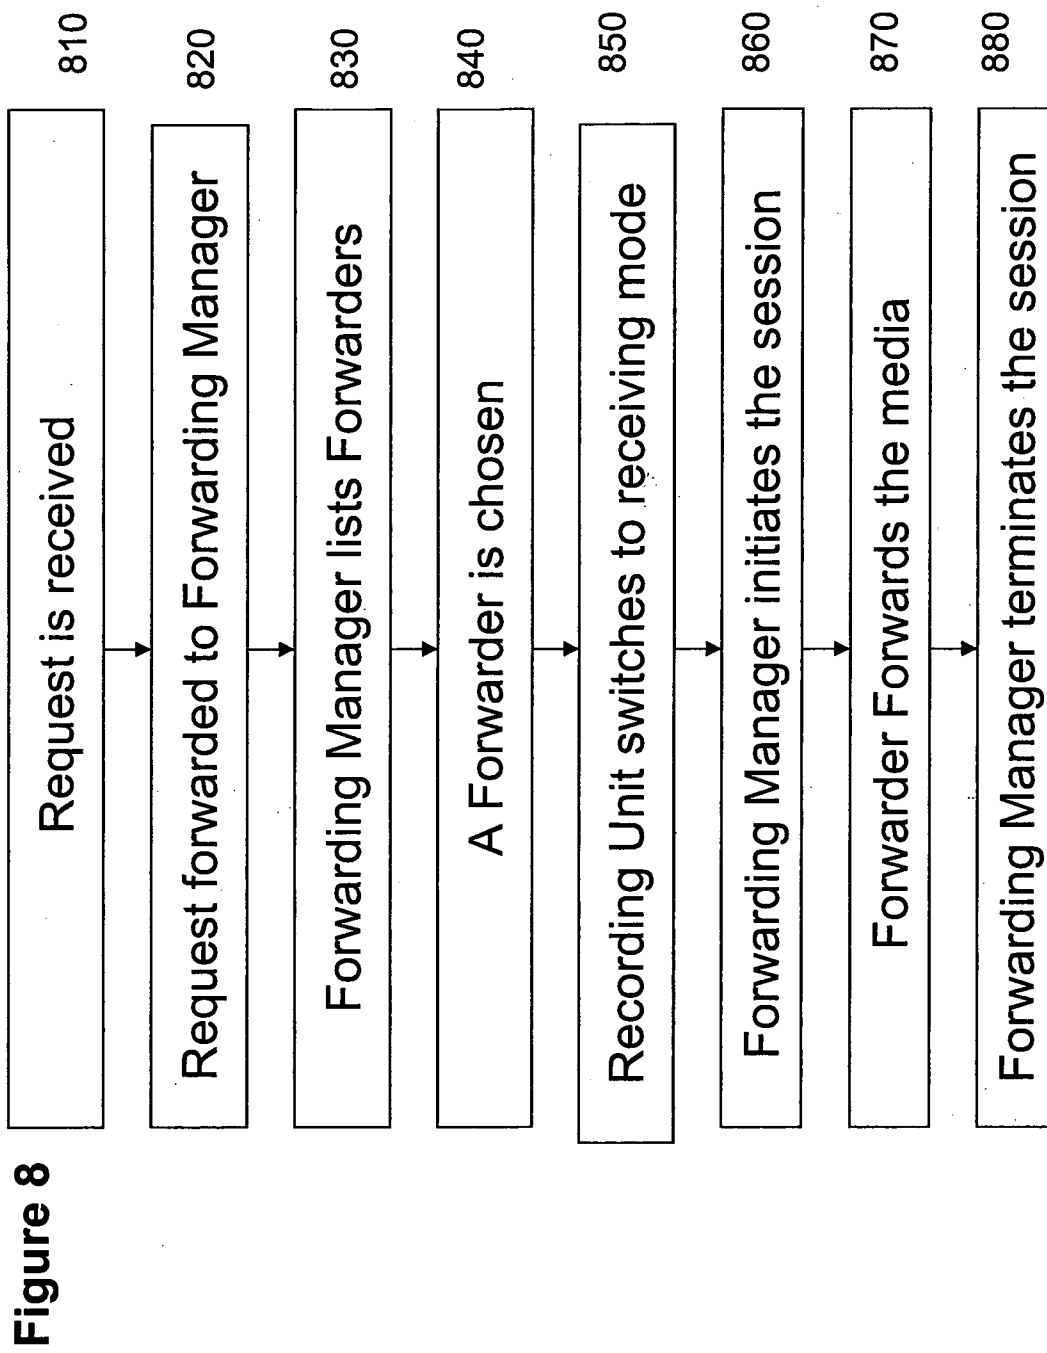 Figure 8
Request is received
810
Request forwarded to Forwarding Manager
820
Forwarding Manager lists Forwarders
830
A Forwarder is chosen
840
Recording Unit switches to receiving mode
850
Forwarding Manager initiates the session
860
Forwarder Forwards the media
870
Forwarding Manager terminates the session
880